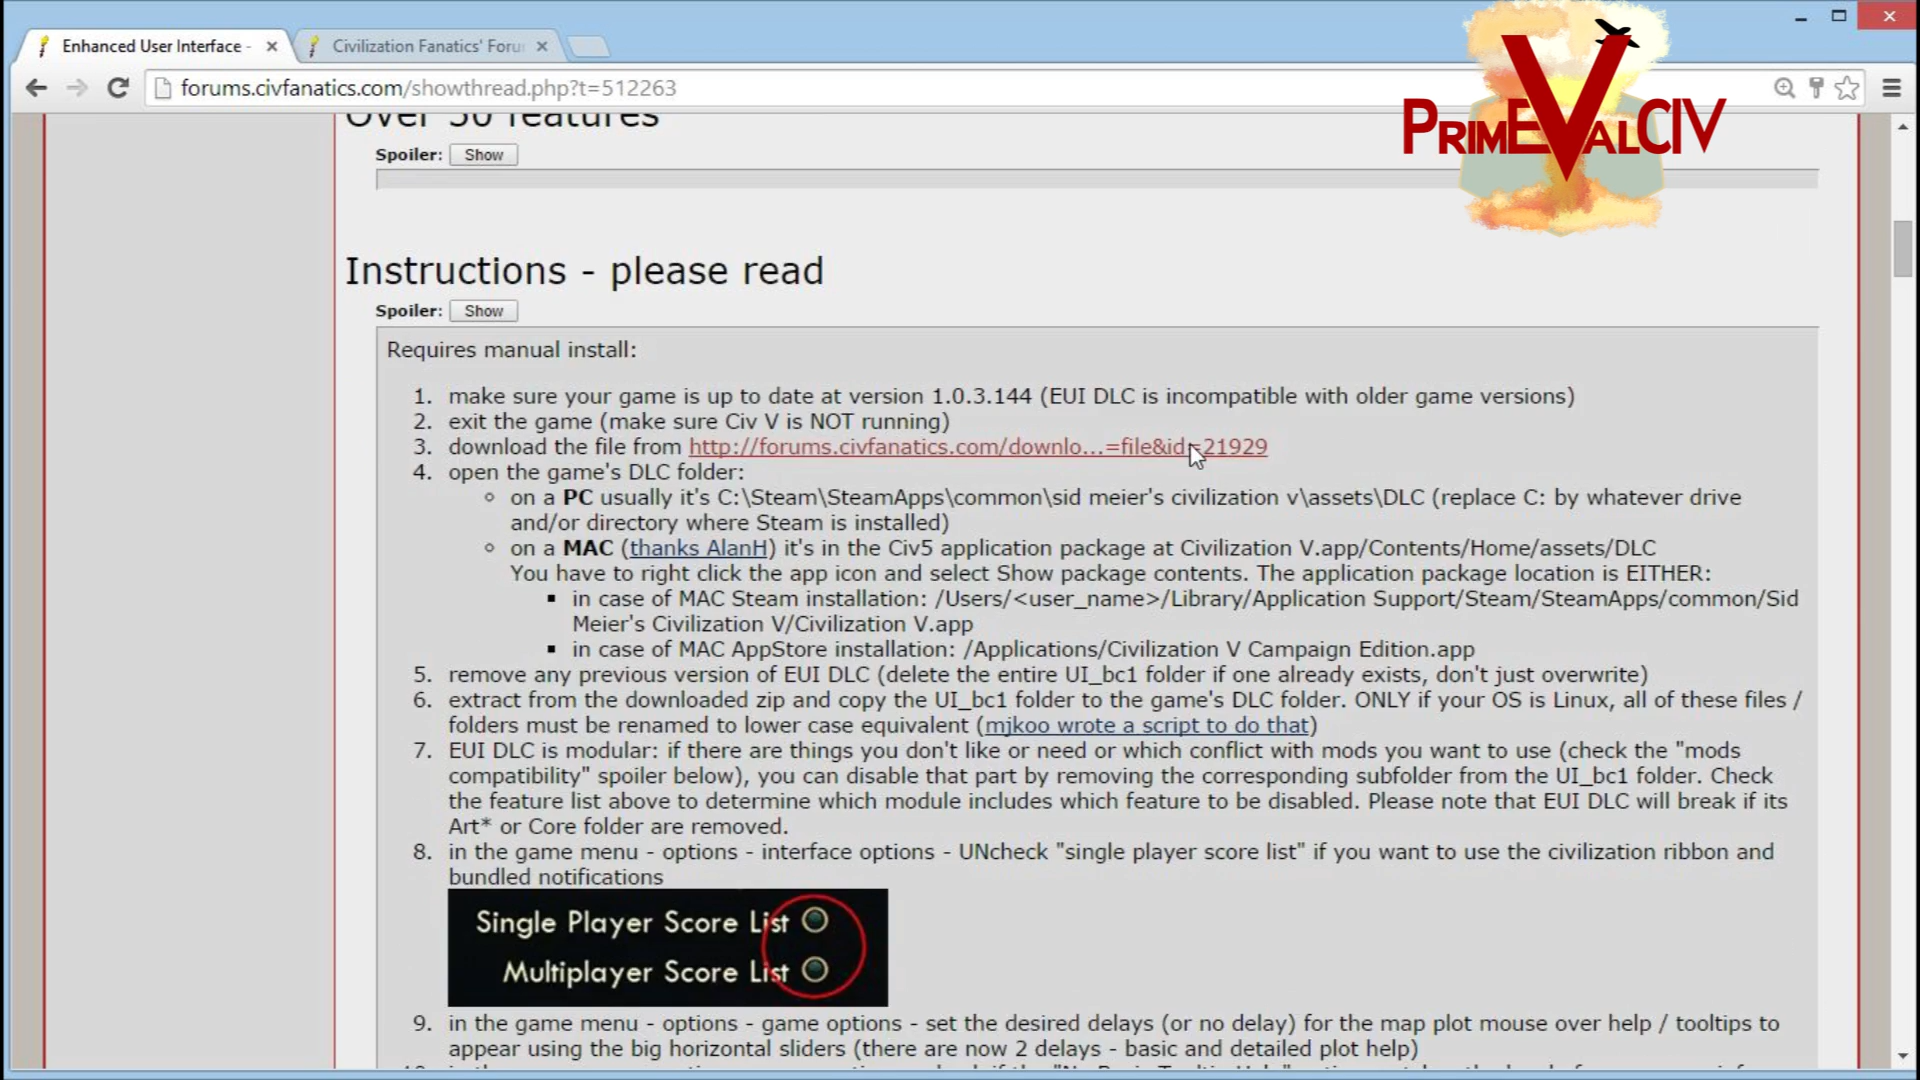 Enhanced User Interface -
Civilization Fanatics' Foru
forums.civfanatics.com/showthread.php?t=512263
PRIMEVALCIV
Over 50 features
Spoiler: Show
Instructions - please read
Spoiler: Show
Requires manual install:
1. make sure your game is up to date at version 1.0.3.144 (EUI DLC is incompatible with older game versions)
2. exit the game (make sure Civ V is NOT running)
3. download the file from http://forums.civfanatics.com/downlo...=file&id=21929
4. open the game's DLC folder:
on a PC usually it's C:\Steam\SteamApps\common\sid meier's civilization v\assets\DLC (replace C: by whatever drive
and/or directory where Steam is installed)
on a MAC (thanks AlanH) it's in the Civ5 application package at Civilization V.app/Contents/Home/assets/DLC
You have to right click the app icon and select Show package contents. The application package location is EITHER:
in case of MAC Steam installation: /Users/<user_name>/Library/Application Support/Steam/SteamApps/common/Sid
Meier's Civilization V/Civilization V.app
in case of MAC AppStore installation: /Applications/Civilization V Campaign Edition.app
5. remove any previous version of EUI DLC (delete the entire UI_bc1 folder if one already exists, don't just overwrite)
6. extract from the downloaded zip and copy the UI_bc1 folder to the game's DLC folder. ONLY if your OS is Linux, all of these files /
folders must be renamed to lower case equivalent (mjkoo wrote a script to do that)
7. EUI DLC is modular: if there are things you don't like or need or which conflict with mods you want to use (check the "mods
compatibility" spoiler below), you can disable that part by removing the corresponding subfolder from the UI_bc1 folder. Check
the feature list above to determine which module includes which feature to be disabled. Please note that EUI DLC will break if its
Art* or Core folder are removed.
8. in the game menu - options - interface options - UNcheck "single player score list" if you want to use the civilization ribbon and
bundled notifications
Single Player Score List
Multiplayer Score List
9. in the game menu - options - game options - set the desired delays (or no delay) for the map plot mouse over help / tooltips to
appear using the big horizontal sliders (there are now 2 delays - basic and detailed plot help)